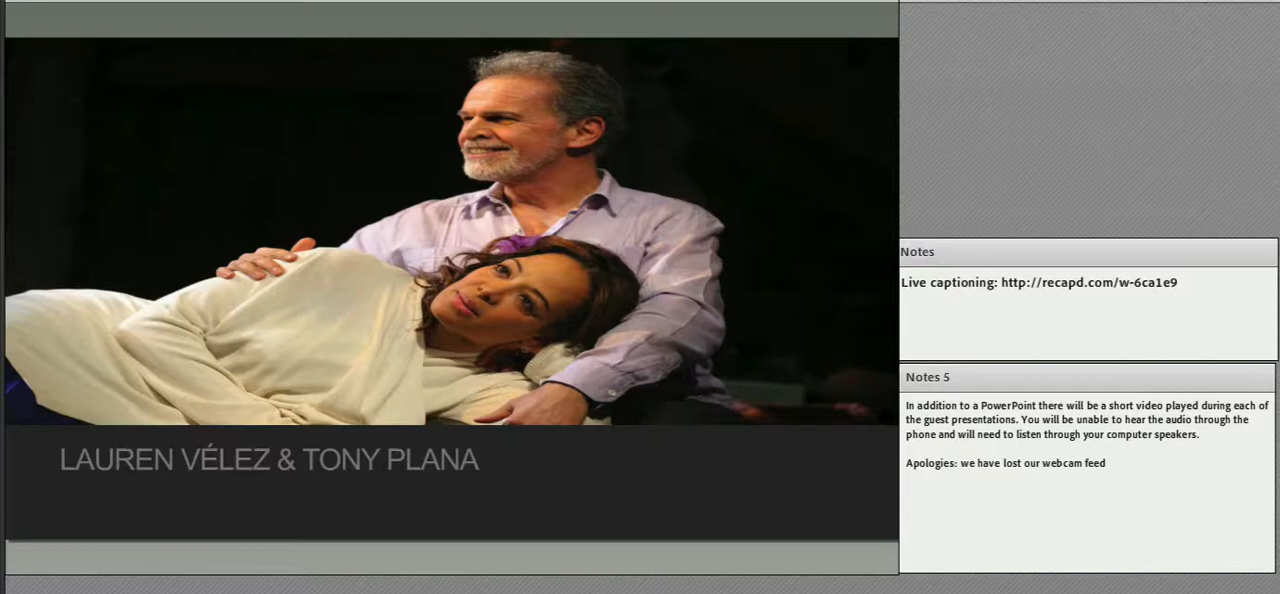 LAUREN VÉLEZ & TONY PLANA
Notes
Live captioning: http://recapd.com/w-6ca1e9
Notes 5
In addition to a PowerPoint there will be a short video played during each of
the guest presentations. You will be unable to hear the audio through the
phone and will need to listen through your computer speakers.
Apologies: we have lost our webcam feed